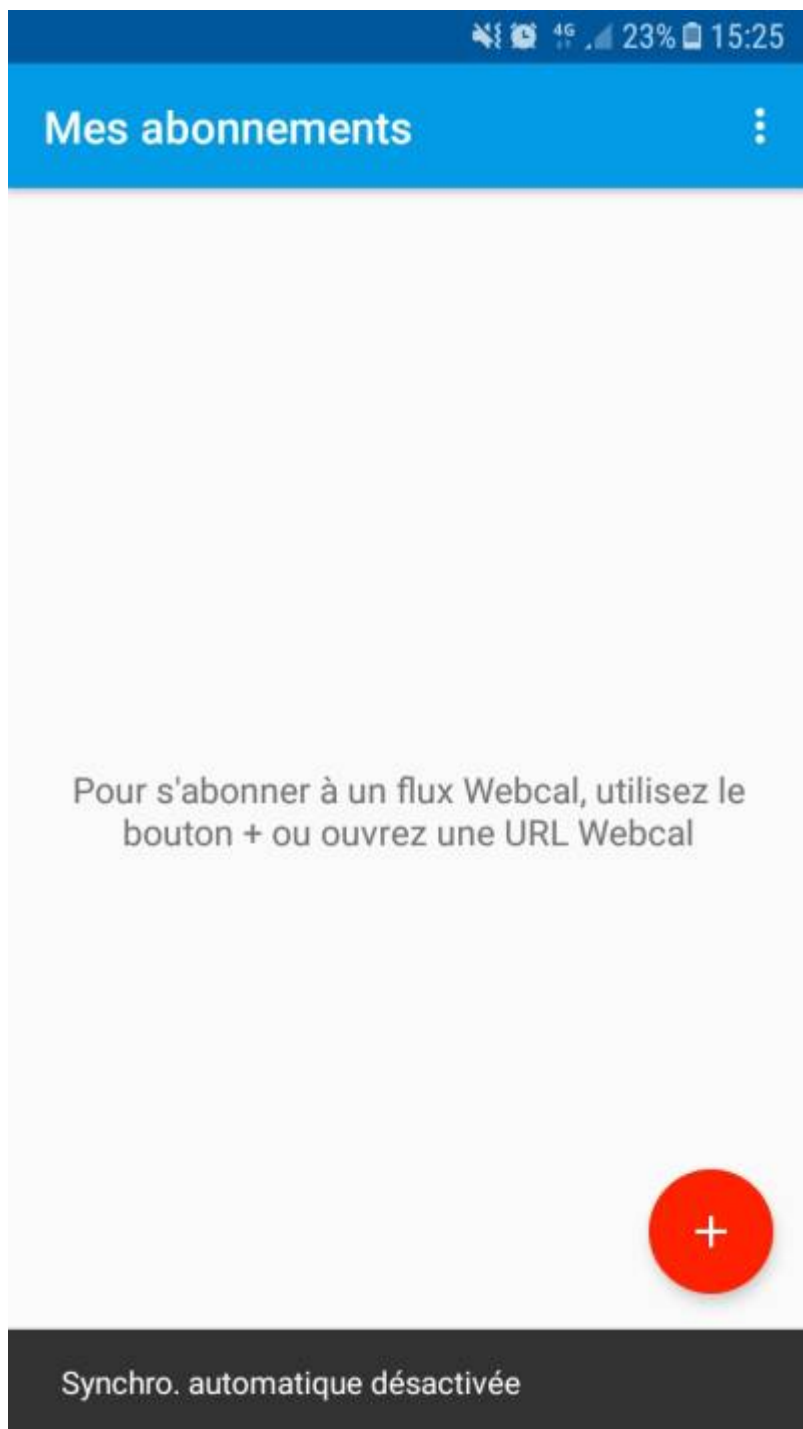 4G 23% 15:25
Mes abonnements
Pour s'abonner à un flux Webcal, utilisez le
bouton + ou ouvrez une URL Webcal
+
Synchro. automatique désactivée